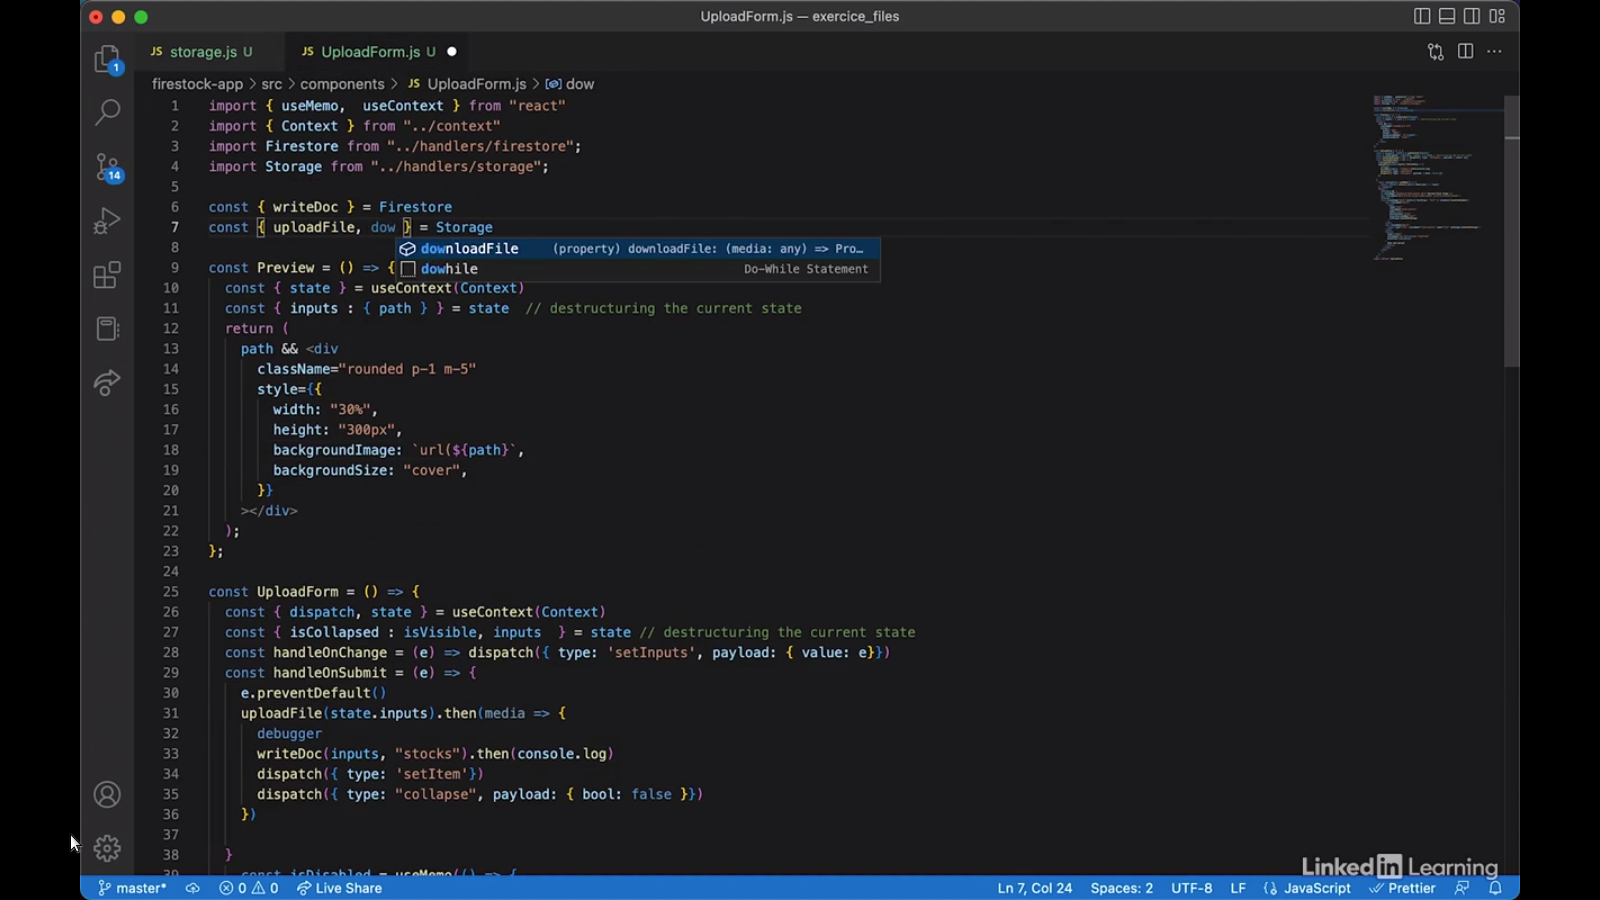 UploadForm.js — exercice_files
JS storage.js U
JS UploadForm.js U
1
14
firestock-app > src > components > JS UploadForm.js > dow
1 import { useMemo,  useContext } from "react"
2 import { Context } from "../context"
3 import Firestore from "../handlers/firestore";
4 import Storage from "../handlers/storage";
5
6 const { writeDoc } = Firestore
7 const { uploadFile, dow } = Storage
8 downloadFile (property) downloadFile: (media: any) => Pro…
9 const Preview = () => {
dowhile Do-While Statement
10 const { state } = useContext(Context)
11 const { inputs : { path } } = state  // destructuring the current state
12 return (
13 path && <div
14 className="rounded p-1 m-5"
15 style={{
16 width: "30%",
17 height: "300px",
18 backgroundImage: `url(${path}`,
19 backgroundSize: "cover",
20 }}
21 ></div>
22 );
23 };
24
25 const UploadForm = () => {
26 const { dispatch, state } = useContext(Context)
27 const { isCollapsed : isVisible, inputs  } = state // destructuring the current state
28 const handleOnChange = (e) => dispatch({ type: 'setInputs', payload: { value: e}})
29 const handleOnSubmit = (e) => {
30 e.preventDefault()
31 uploadFile(state.inputs).then(media => {
32 debugger
33 writeDoc(inputs, "stocks").then(console.log)
34 dispatch({ type: 'setItem'})
35 dispatch({ type: "collapse", payload: { bool: false }})
36 })
37
38 }
39 const isDisabled = useMemo(() => {
LinkedIn Learning
master* 0 0 Live Share Ln 7, Col 24 Spaces: 2 UTF-8 LF {} JavaScript Prettier